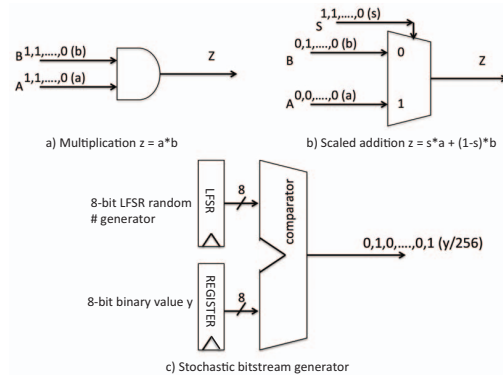 B 1,1,....,0 (b)
A 1,1,....,0 (a)
Z
a) Multiplication z = a*b
1,1,....,0 (s)
S
0,1,....,0 (b)
B
0
Z
A 0,0,....,0 (a)
1
b) Scaled addition z = s*a + (1-s)*b
8-bit LFSR random
# generator
LFSR
8
comparator
0,1,0,....,0,1 (y/256)
8-bit binary value y
REGISTER
8
c) Stochastic bitstream generator